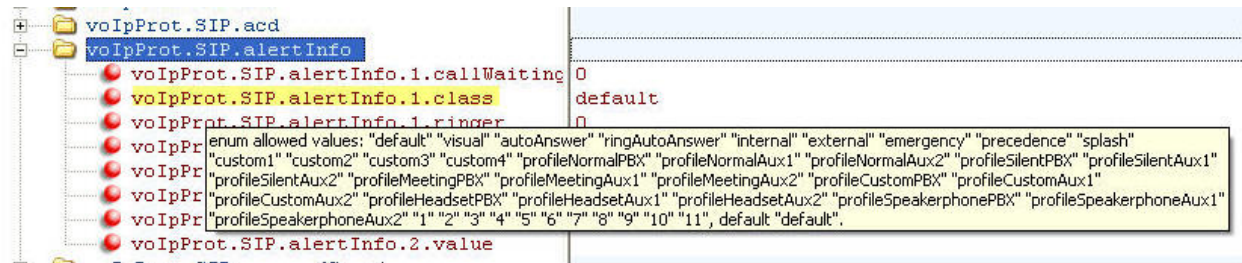 voIpProt.SIP.acd
voIpProt.SIP.alertInfo
voIpProt.SIP.alertInfo.1.callWaiting 0
voIpProt.SIP.alertInfo.1.class default
voIpProt.SIP.alertInfo.1.ringer 0
voIpPr
voIpPr
voIpPr
voIpPr
enum allowed values: "default" "visual" "autoAnswer" "ringAutoAnswer" "internal" "external" "emergency" "precedence" "splash"
"custom1" "custom2" "custom3" "custom4" "profileNormalPBX" "profileNormalAux1" "profileNormalAux2" "profileSilentPBX" "profileSilentAux1"
"profileSilentAux2" "profileMeetingPBX" "profileMeetingAux1" "profileMeetingAux2" "profileCustomPBX" "profileCustomAux1"
"profileCustomAux2" "profileHeadsetPBX" "profileHeadsetAux1" "profileHeadsetAux2" "profileSpeakerphonePBX" "profileSpeakerphoneAux1"
"profileSpeakerphoneAux2" "1" "2" "3" "4" "5" "6" "7" "8" "9" "10" "11", default "default".
voIpProt.SIP.alertInfo.2.value